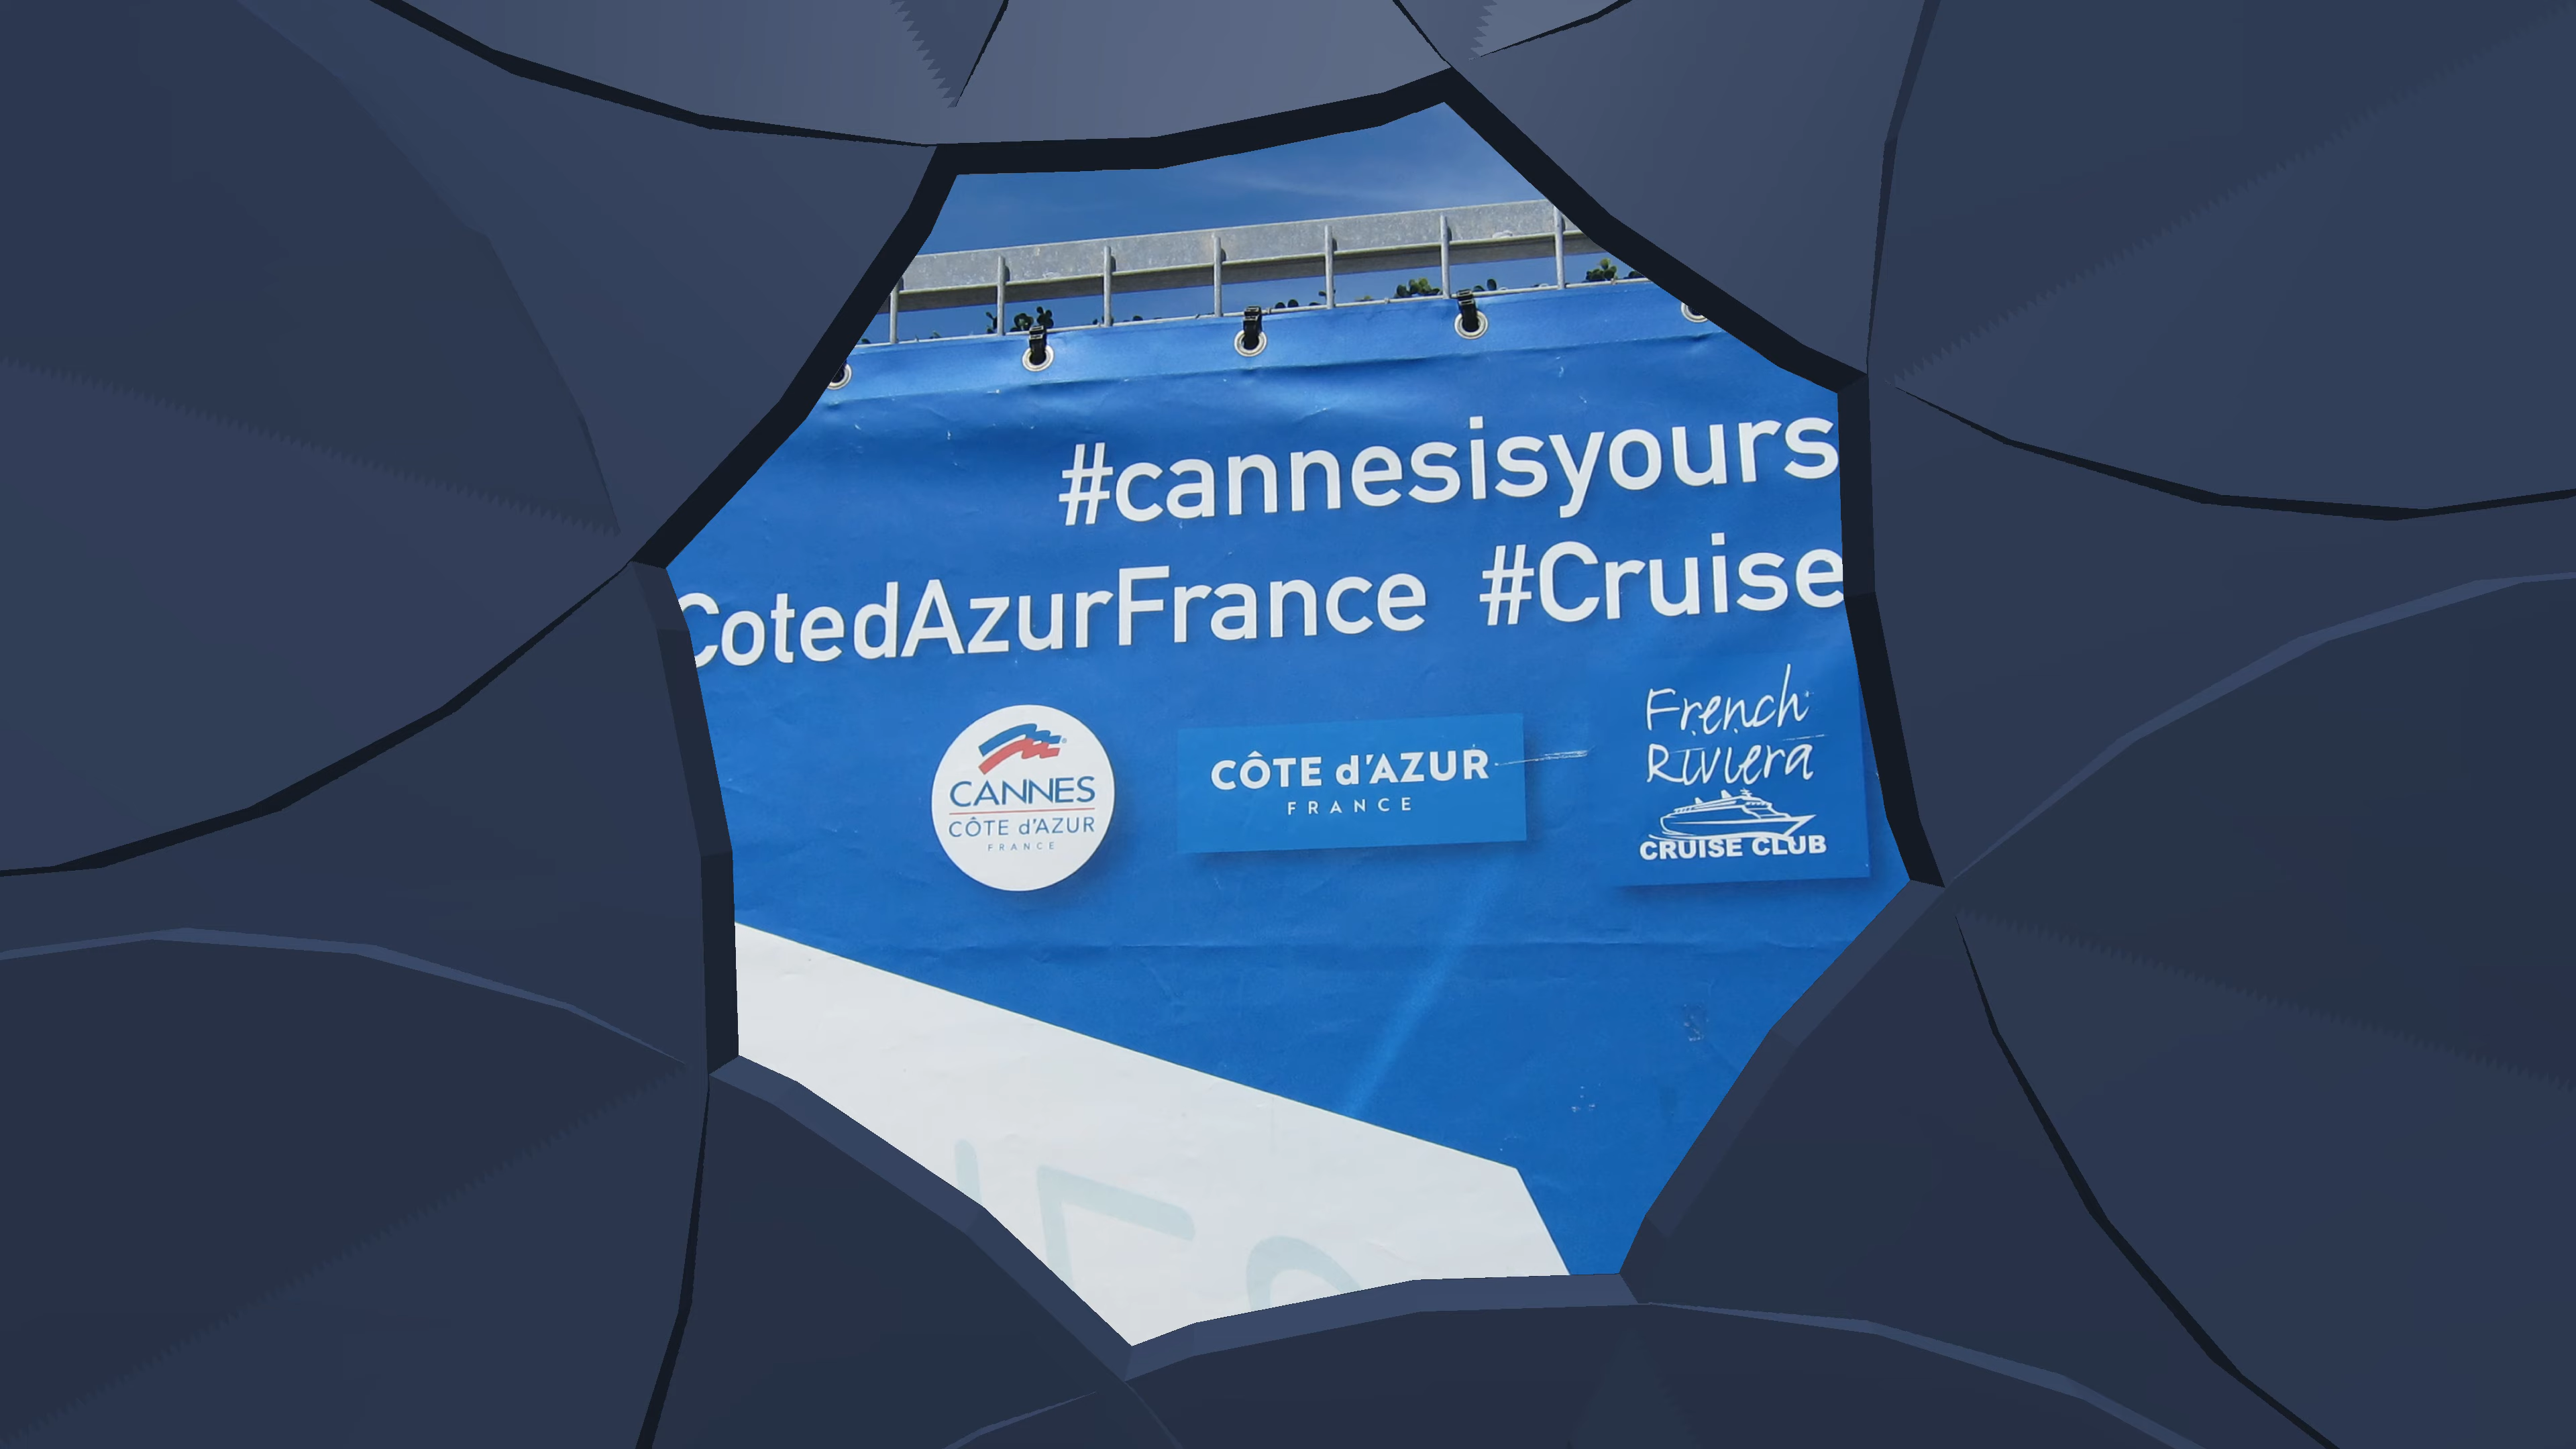 #cannesisyours
CotedAzurFrance #Cruise
CANNES
CÔTE d'AZUR
FRANCE
CÔTE d'AZUR
FRANCE
French
Riviera
CRUISE CLUB